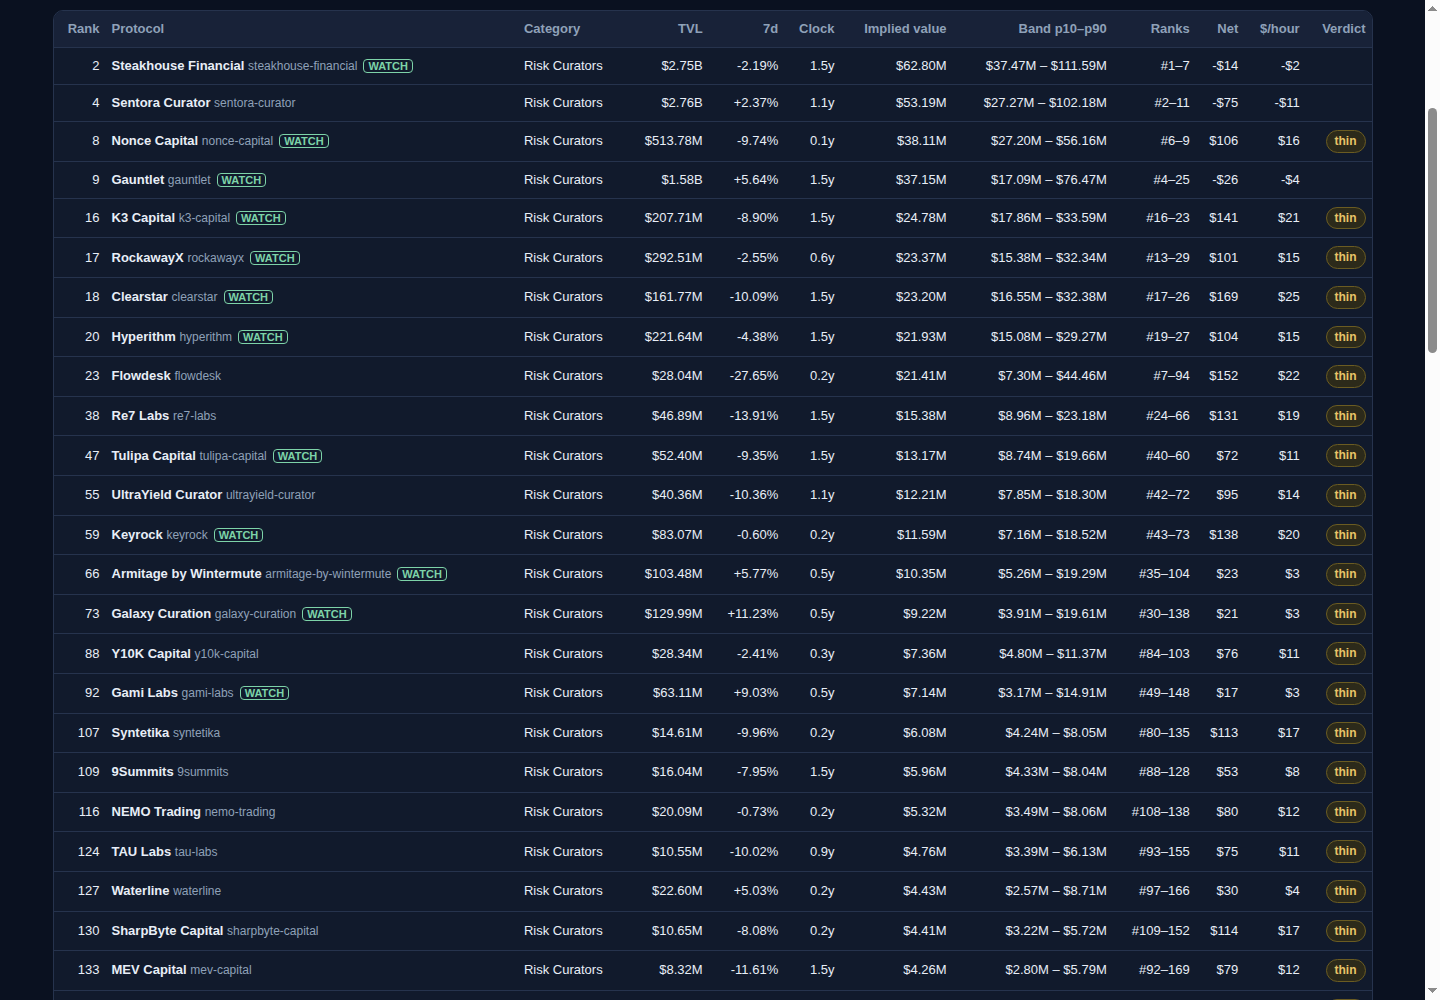 Rank Protocol Category TVL 7d Clock Implied value Band p10–p90 Ranks Net $/hour Verdict
2 Steakhouse Financial steakhouse-financial WATCH Risk Curators $2.75B -2.19% 1.5y $62.80M $37.47M – $111.59M #1–7 -$14 -$2
4 Sentora Curator sentora-curator Risk Curators $2.76B +2.37% 1.1y $53.19M $27.27M – $102.18M #2–11 -$75 -$11
8 Nonce Capital nonce-capital WATCH Risk Curators $513.78M -9.74% 0.1y $38.11M $27.20M – $56.16M #6–9 $106 $16 thin
9 Gauntlet gauntlet WATCH Risk Curators $1.58B +5.64% 1.5y $37.15M $17.09M – $76.47M #4–25 -$26 -$4
16 K3 Capital k3-capital WATCH Risk Curators $207.71M -8.90% 1.5y $24.78M $17.86M – $33.59M #16–23 $141 $21 thin
17 RockawayX rockawayx WATCH Risk Curators $292.51M -2.55% 0.6y $23.37M $15.38M – $32.34M #13–29 $101 $15 thin
18 Clearstar clearstar WATCH Risk Curators $161.77M -10.09% 1.5y $23.20M $16.55M – $32.38M #17–26 $169 $25 thin
20 Hyperithm hyperithm WATCH Risk Curators $221.64M -4.38% 1.5y $21.93M $15.08M – $29.27M #19–27 $104 $15 thin
23 Flowdesk flowdesk Risk Curators $28.04M -27.65% 0.2y $21.41M $7.30M – $44.46M #7–94 $152 $22 thin
38 Re7 Labs re7-labs Risk Curators $46.89M -13.91% 1.5y $15.38M $8.96M – $23.18M #24–66 $131 $19 thin
47 Tulipa Capital tulipa-capital WATCH Risk Curators $52.40M -9.35% 1.5y $13.17M $8.74M – $19.66M #40–60 $72 $11 thin
55 UltraYield Curator ultrayield-curator Risk Curators $40.36M -10.36% 1.1y $12.21M $7.85M – $18.30M #42–72 $95 $14 thin
59 Keyrock keyrock WATCH Risk Curators $83.07M -0.60% 0.2y $11.59M $7.16M – $18.52M #43–73 $138 $20 thin
66 Armitage by Wintermute armitage-by-wintermute WATCH Risk Curators $103.48M +5.77% 0.5y $10.35M $5.26M – $19.29M #35–104 $23 $3 thin
73 Galaxy Curation galaxy-curation WATCH Risk Curators $129.99M +11.23% 0.5y $9.22M $3.91M – $19.61M #30–138 $21 $3 thin
88 Y10K Capital y10k-capital Risk Curators $28.34M -2.41% 0.3y $7.36M $4.80M – $11.37M #84–103 $76 $11 thin
92 Gami Labs gami-labs WATCH Risk Curators $63.11M +9.03% 0.5y $7.14M $3.17M – $14.91M #49–148 $17 $3 thin
107 Syntetika syntetika Risk Curators $14.61M -9.96% 0.2y $6.08M $4.24M – $8.05M #80–135 $113 $17 thin
109 9Summits 9summits Risk Curators $16.04M -7.95% 1.5y $5.96M $4.33M – $8.04M #88–128 $53 $8 thin
116 NEMO Trading nemo-trading Risk Curators $20.09M -0.73% 0.2y $5.32M $3.49M – $8.06M #108–138 $80 $12 thin
124 TAU Labs tau-labs Risk Curators $10.55M -10.02% 0.9y $4.76M $3.39M – $6.13M #93–155 $75 $11 thin
127 Waterline waterline Risk Curators $22.60M +5.03% 0.2y $4.43M $2.57M – $8.71M #97–166 $30 $4 thin
130 SharpByte Capital sharpbyte-capital Risk Curators $10.65M -8.08% 0.2y $4.41M $3.22M – $5.72M #109–152 $114 $17 thin
133 MEV Capital mev-capital Risk Curators $8.32M -11.61% 1.5y $4.26M $2.80M – $5.79M #92–169 $79 $12 thin